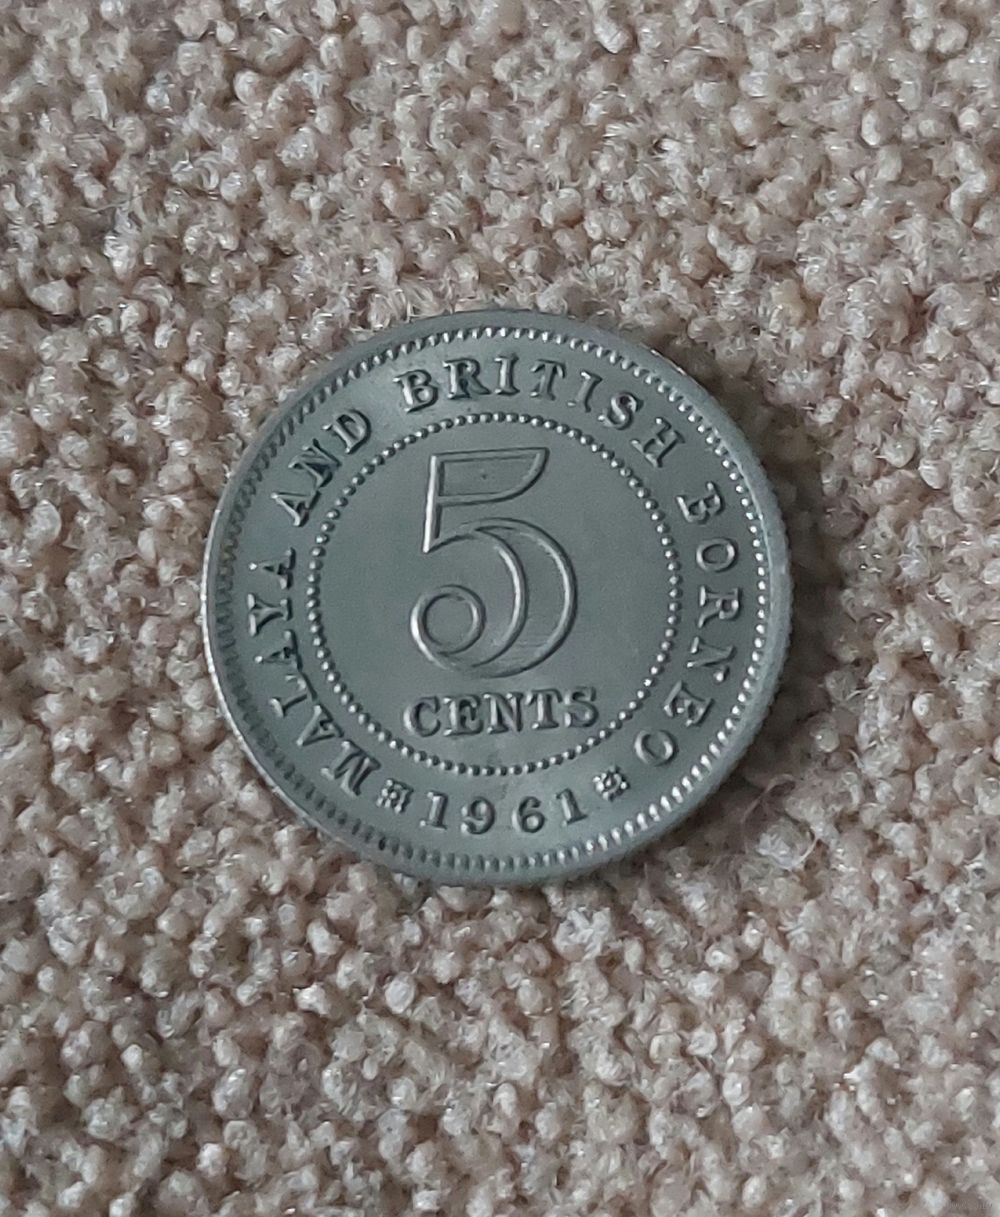 MALAYA AND BRITISH BORNEO
5
CENTS
1961